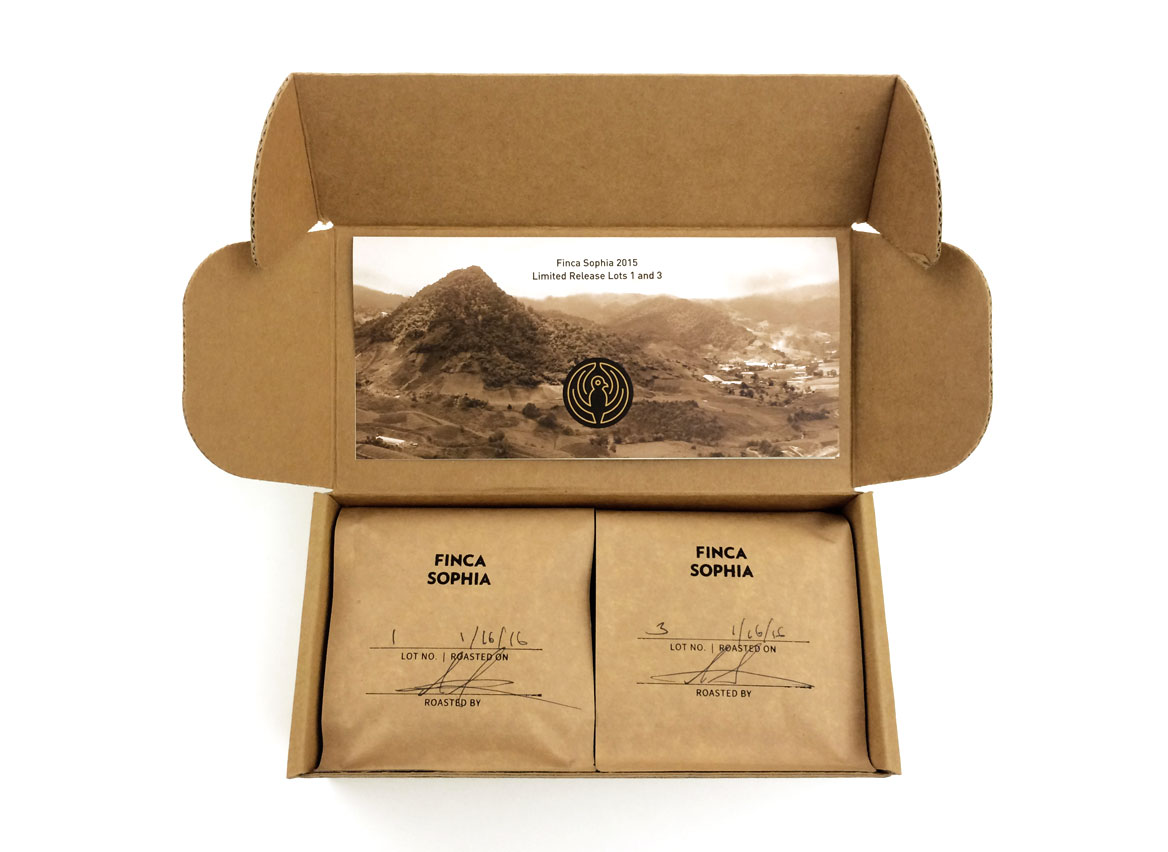 Finca Sophia 2015
Limited Release Lots 1 and 3
FINCA
SOPHIA
1 1/16/16
LOT NO. | ROASTED ON
ROASTED BY
FINCA
SOPHIA
3 1/16/16
LOT NO. | ROASTED ON
ROASTED BY